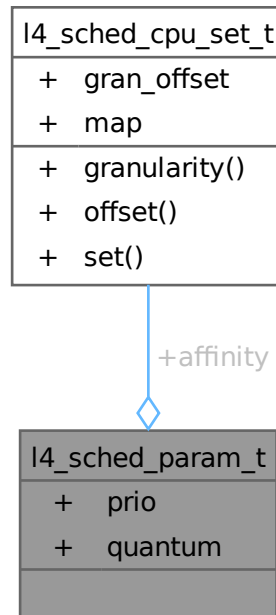 l4_sched_cpu_set_t
+ gran_offset
+ map
+ granularity()
+ offset()
+ set()
+affinity
l4_sched_param_t
+ prio
+ quantum